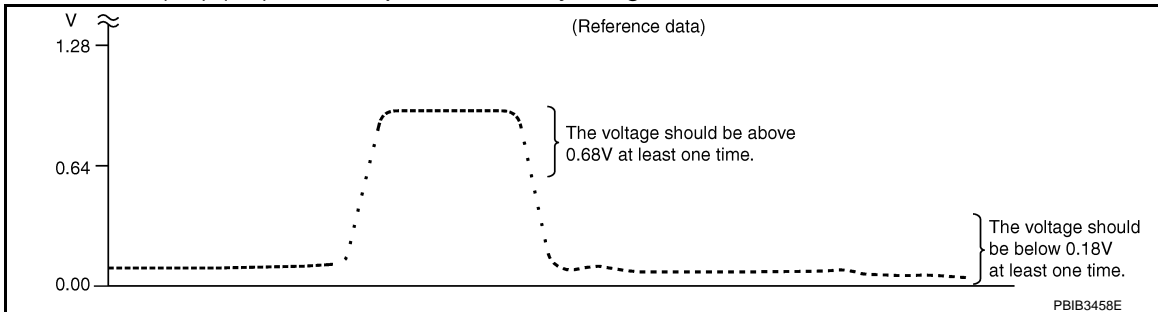 V
(Reference data)
1.28
The voltage should be above
0.68V at least one time.
0.64
The voltage should
be below 0.18V
at least one time.
0.00
PBIB3458E